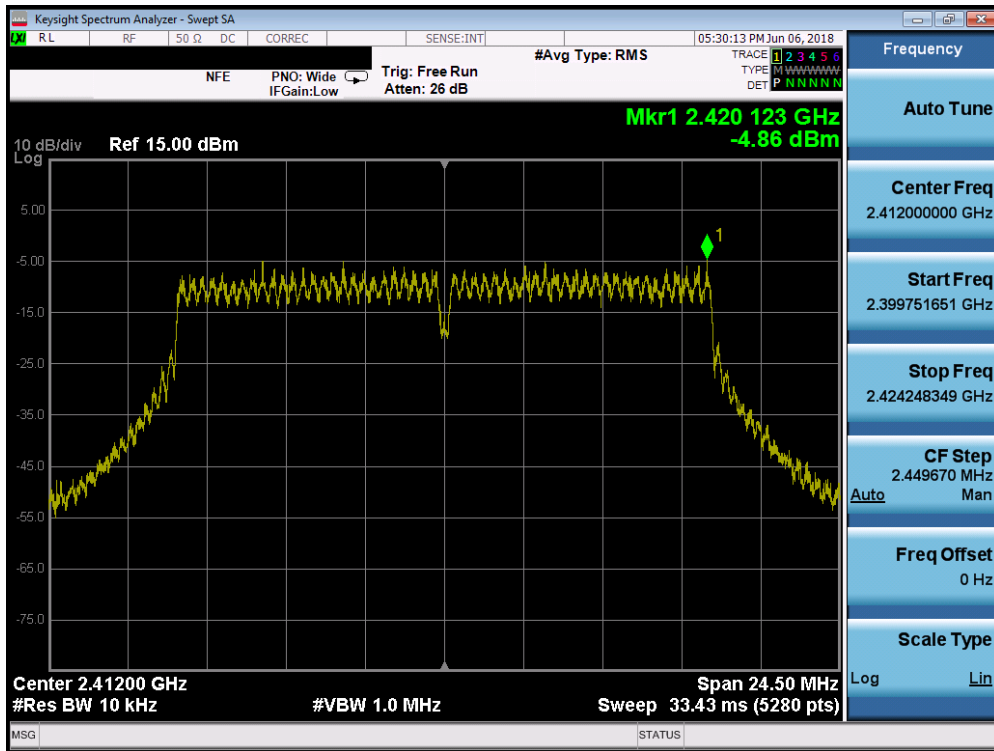 Keysight Spectrum Analyzer - Swept SA
LXI RL RF 50 Ω DC CORREC SENSE:INT 05:30:13 PM Jun 06, 2018
NFE PNO: Wide Trig: Free Run #Avg Type: RMS TRACE 1 2 3 4 5 6
IFGain:Low Atten: 26 dB TYPE M W W W W W
DET P N N N N N
Mkr1 2.420 123 GHz
-4.86 dBm
10 dB/div Ref 15.00 dBm
Log
1
5.00
-5.00
-15.0
-25.0
-35.0
-45.0
-55.0
-65.0
-75.0
Center 2.41200 GHz Span 24.50 MHz
#Res BW 10 kHz #VBW 1.0 MHz Sweep 33.43 ms (5280 pts)
MSG STATUS
Frequency
Auto Tune
Center Freq
2.412000000 GHz
Start Freq
2.399751651 GHz
Stop Freq
2.424248349 GHz
CF Step
2.449670 MHz
Auto Man
Freq Offset
0 Hz
Scale Type
Log Lin